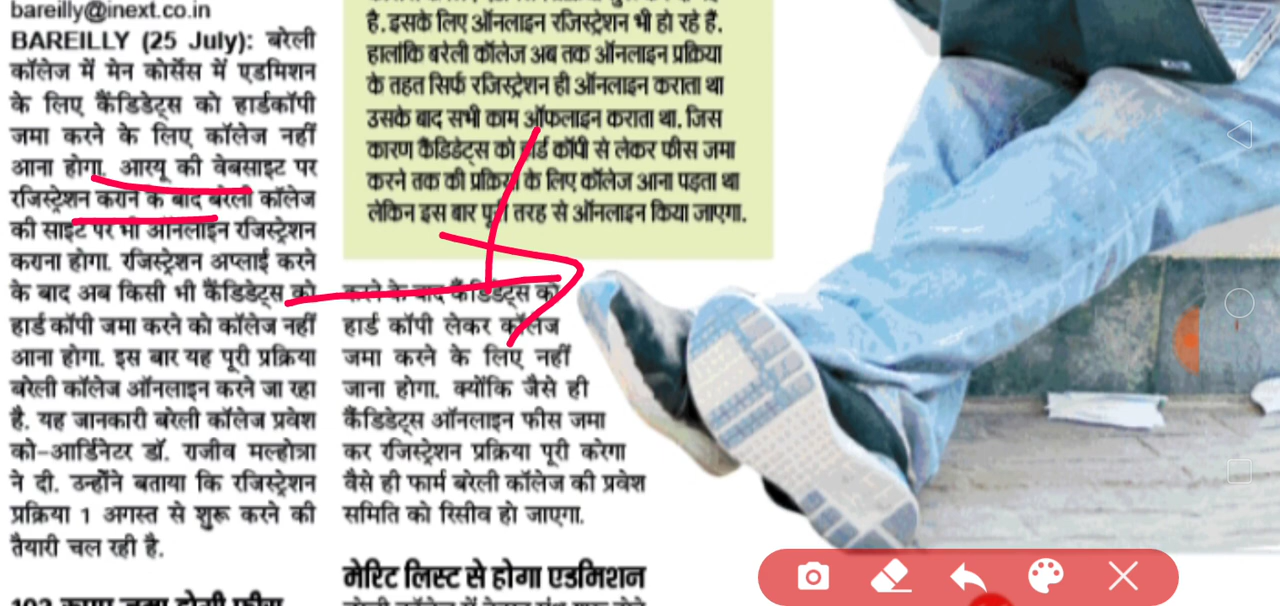 bareilly@inext.co.in
BAREILLY (25 July): बरेली
कॉलेज में मेन कोर्सेस में एडमिशन
के लिए कैंडिडेट्स को हार्डकॉपी
जमा करने के लिए कॉलेज नहीं
आना होगा. आरयू की वेबसाइट पर
रजिस्ट्रेशन कराने के बाद बरेली कॉलेज
की साइट पर भी ऑनलाइन रजिस्ट्रेशन
कराना होगा. रजिस्ट्रेशन अप्लाई करने
के बाद अब किसी भी कैंडिडेट्स को
हार्ड कॉपी जमा करने को कॉलेज नहीं
आना होगा. इस बार यह पूरी प्रक्रिया
बरेली कॉलेज ऑनलाइन करने जा रहा
है. यह जानकारी बरेली कॉलेज प्रवेश
को-आर्डिनेटर डॉ. राजीव मल्होत्रा
ने दी. उन्होंने बताया कि रजिस्ट्रेशन
प्रक्रिया 1 अगस्त से शुरू करने की
तैयारी चल रही है.
है. इसके लिए ऑनलाइन रजिस्ट्रेशन भी हो रहे हैं.
हालांकि बरेली कॉलेज अब तक ऑनलाइन प्रक्रिया
के तहत सिर्फ रजिस्ट्रेशन ही ऑनलाइन कराता था
उसके बाद सभी काम ऑफलाइन कराता था. जिस
कारण कैंडिडेट्स को हार्ड कॉपी से लेकर फीस जमा
करने तक की प्रक्रिया के लिए कॉलेज आना पड़ता था
लेकिन इस बार पूरी तरह से ऑनलाइन किया जाएगा.
करने के बाद कैंडिडेट्स को
हार्ड कॉपी लेकर कॉलेज
जमा करने के लिए नहीं
जाना होगा. क्योंकि जैसे ही
कैंडिडेट्स ऑनलाइन फीस जमा
कर रजिस्ट्रेशन प्रक्रिया पूरी करेगा
वैसे ही फार्म बरेली कॉलेज की प्रवेश
समिति को रिसीव हो जाएगा.
मेरिट लिस्ट से होगा एडमिशन